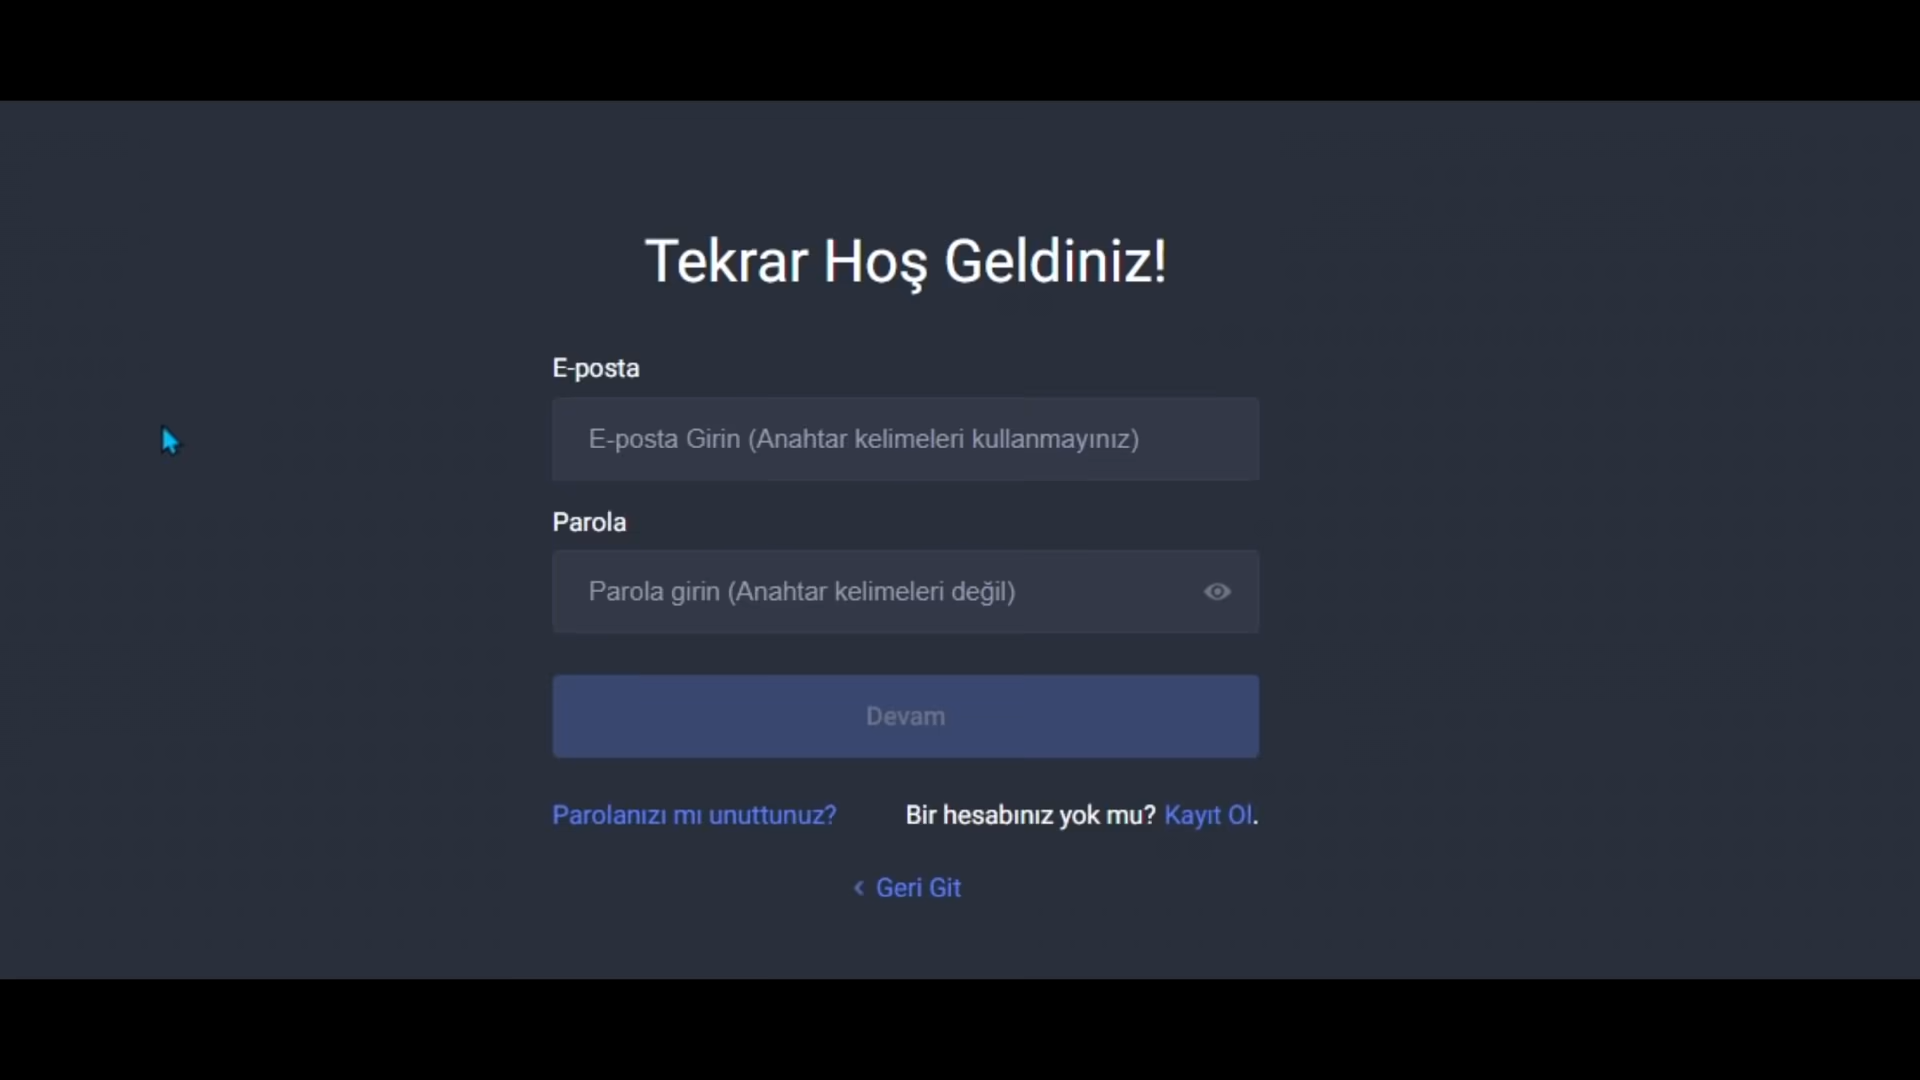 Tekrar Hoş Geldiniz!
E-posta
E-posta Girin (Anahtar kelimeleri kullanmayınız)
Parola
Parola girin (Anahtar kelimeleri değil)
Devam
Parolanızı mı unuttunuz? Bir hesabınız yok mu? Kayıt Ol.
Geri Git